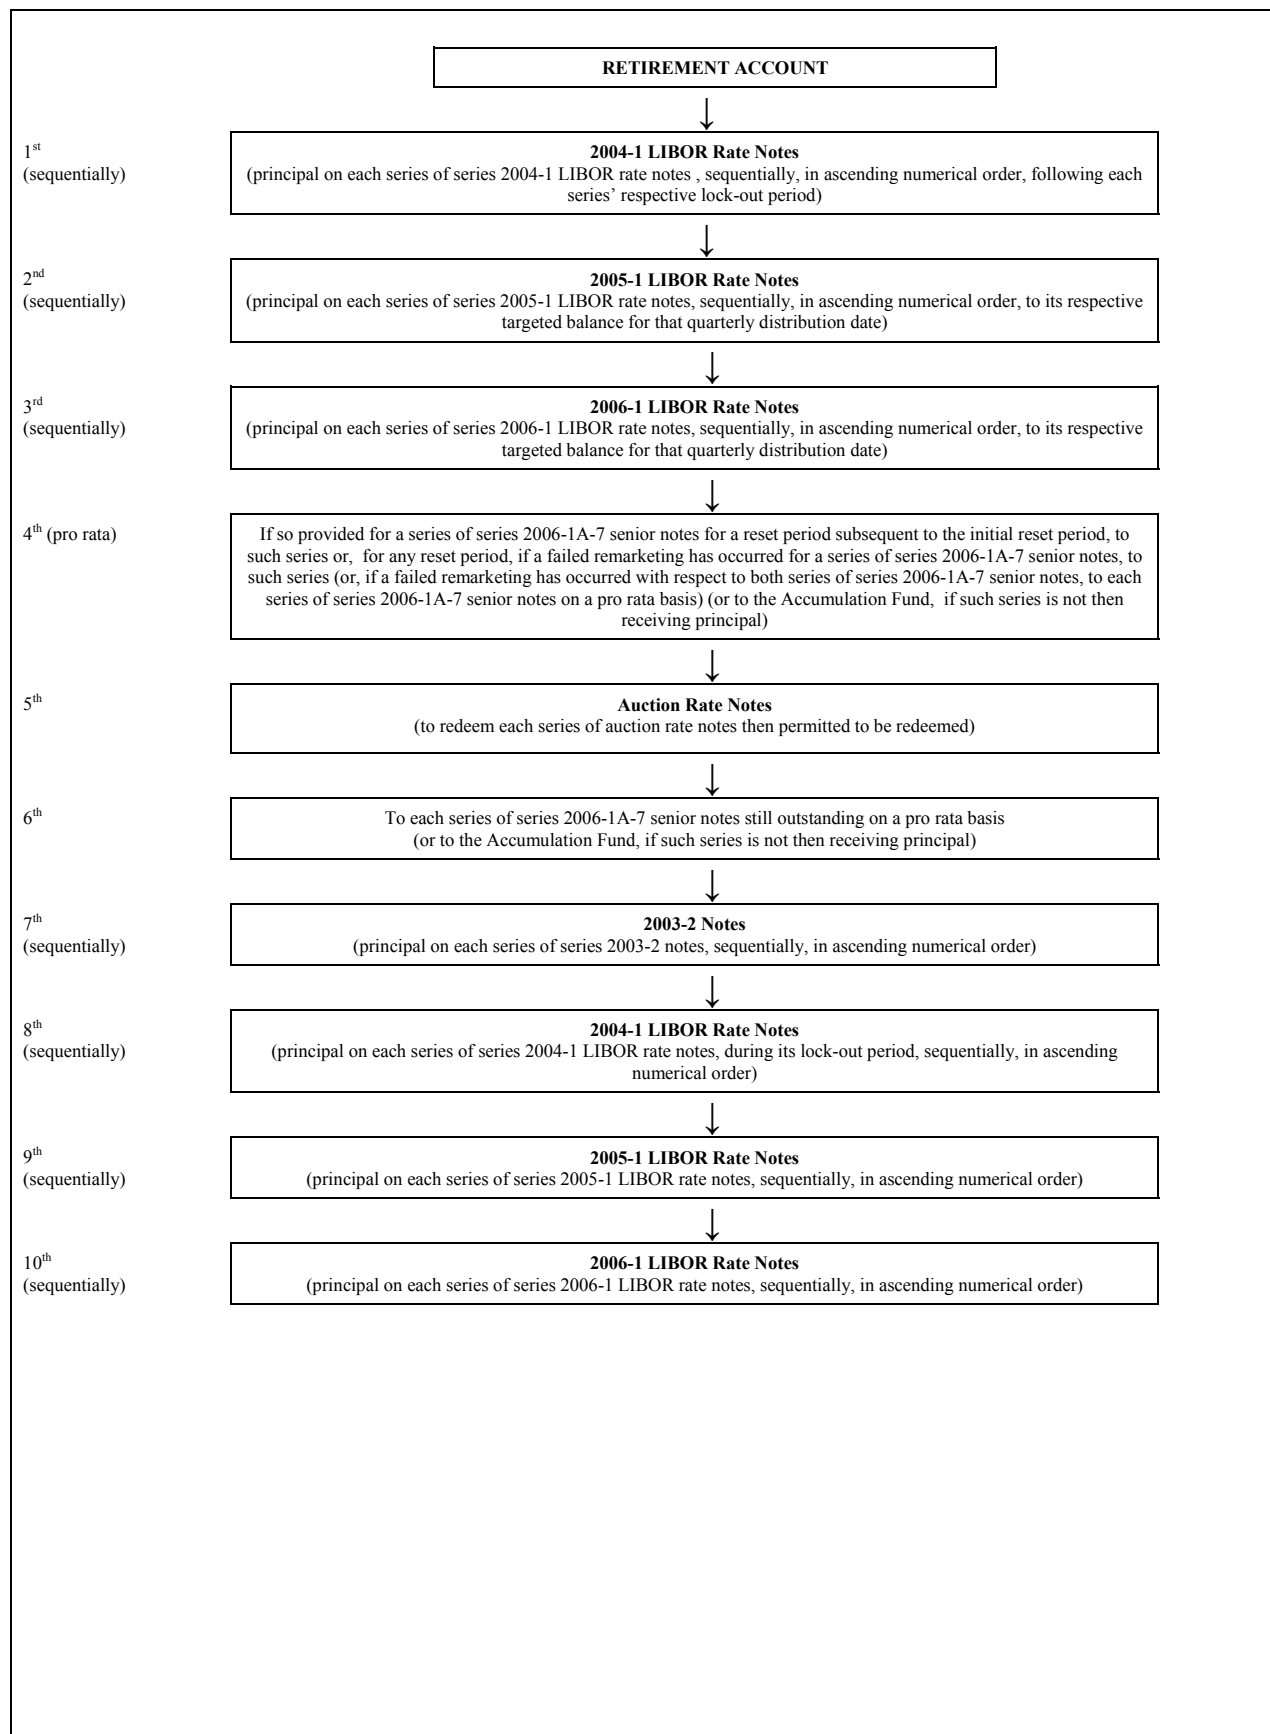 RETIREMENT ACCOUNT
↓
1st
(sequentially)
2004-1 LIBOR Rate Notes
(principal on each series of series 2004-1 LIBOR rate notes , sequentially, in ascending numerical order, following each
series’ respective lock-out period)
↓
2nd
(sequentially)
2005-1 LIBOR Rate Notes
(principal on each series of series 2005-1 LIBOR rate notes, sequentially, in ascending numerical order, to its respective
targeted balance for that quarterly distribution date)
↓
3rd
(sequentially)
2006-1 LIBOR Rate Notes
(principal on each series of series 2006-1 LIBOR rate notes, sequentially, in ascending numerical order, to its respective
targeted balance for that quarterly distribution date)
↓
4th (pro rata)
If so provided for a series of series 2006-1A-7 senior notes for a reset period subsequent to the initial reset period, to
such series or, for any reset period, if a failed remarketing has occurred for a series of series 2006-1A-7 senior notes, to
such series (or, if a failed remarketing has occurred with respect to both series of series 2006-1A-7 senior notes, to each
series of series 2006-1A-7 senior notes on a pro rata basis) (or to the Accumulation Fund, if such series is not then
receiving principal)
↓
5th
Auction Rate Notes
(to redeem each series of auction rate notes then permitted to be redeemed)
↓
6th
To each series of series 2006-1A-7 senior notes still outstanding on a pro rata basis
(or to the Accumulation Fund, if such series is not then receiving principal)
↓
7th
(sequentially)
2003-2 Notes
(principal on each series of series 2003-2 notes, sequentially, in ascending numerical order)
↓
8th
(sequentially)
2004-1 LIBOR Rate Notes
(principal on each series of series 2004-1 LIBOR rate notes, during its lock-out period, sequentially, in ascending
numerical order)
↓
9th
(sequentially)
2005-1 LIBOR Rate Notes
(principal on each series of series 2005-1 LIBOR rate notes, sequentially, in ascending numerical order)
↓
10th
(sequentially)
2006-1 LIBOR Rate Notes
(principal on each series of series 2006-1 LIBOR rate notes, sequentially, in ascending numerical order)